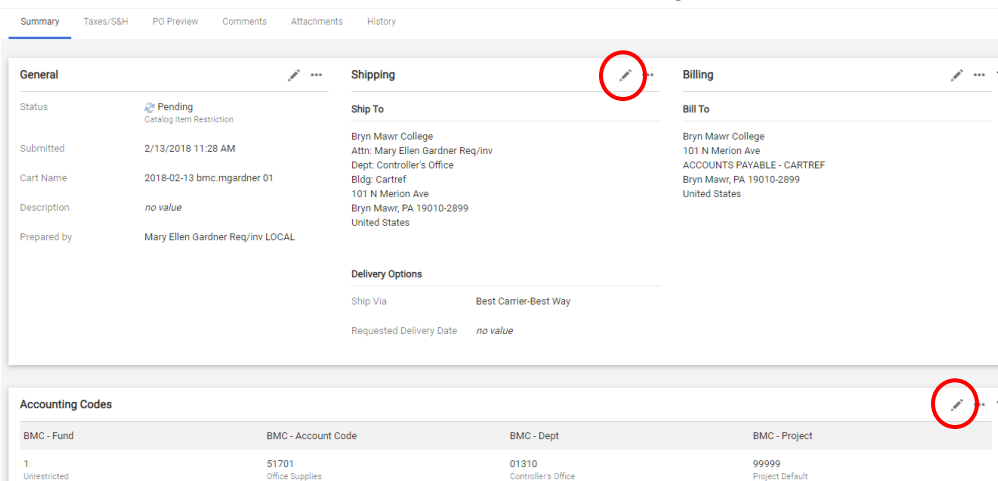 Summary Taxes/S&H PO Preview Comments Attachments History
General
Status Pending
Catalog Item Restriction
Submitted 2/13/2018 11:28 AM
Cart Name 2018-02-13 bmc.mgardner 01
Description no value
Prepared by Mary Ellen Gardner Req/inv LOCAL
Shipping
Ship To
Bryn Mawr College
Attn: Mary Ellen Gardner Req/inv
Dept: Controller's Office
Bldg: Cartref
101 N Merion Ave
Bryn Mawr, PA 19010-2899
United States
Delivery Options
Ship Via Best Carrier-Best Way
Requested Delivery Date no value
Billing
Bill To
Bryn Mawr College
101 N Merion Ave
ACCOUNTS PAYABLE - CARTREF
Bryn Mawr, PA 19010-2899
United States
Accounting Codes
BMC - Fund BMC - Account Code BMC - Dept BMC - Project
1 51701 01310 99999
Unrestricted Office Supplies Controller's Office Project Default